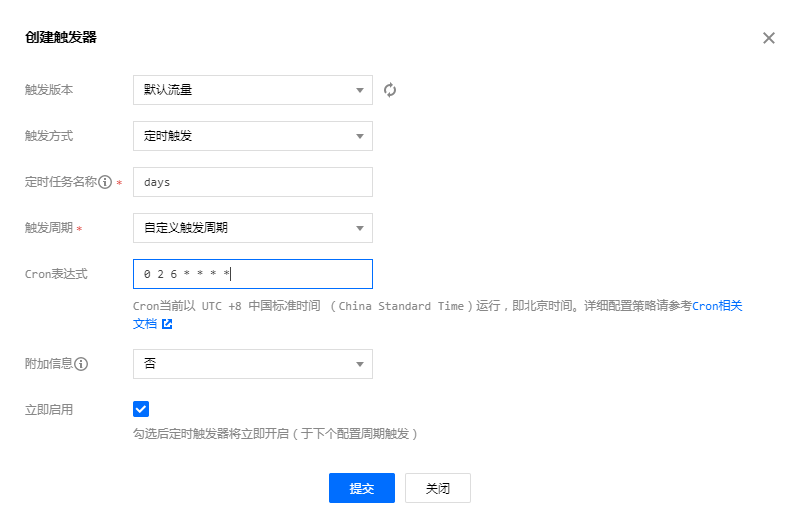 创建触发器
触发版本 默认流量
触发方式 定时触发
定时任务名称 * days
触发周期 * 自定义触发周期
Cron表达式 0 2 6 * * * *
Cron当前以 UTC +8 中国标准时间 （China Standard Time）运行，即北京时间。详细配置策略请参考Cron相关
文档
附加信息 否
立即启用
勾选后定时触发器将立即开启（于下个配置周期触发）
提交 关闭